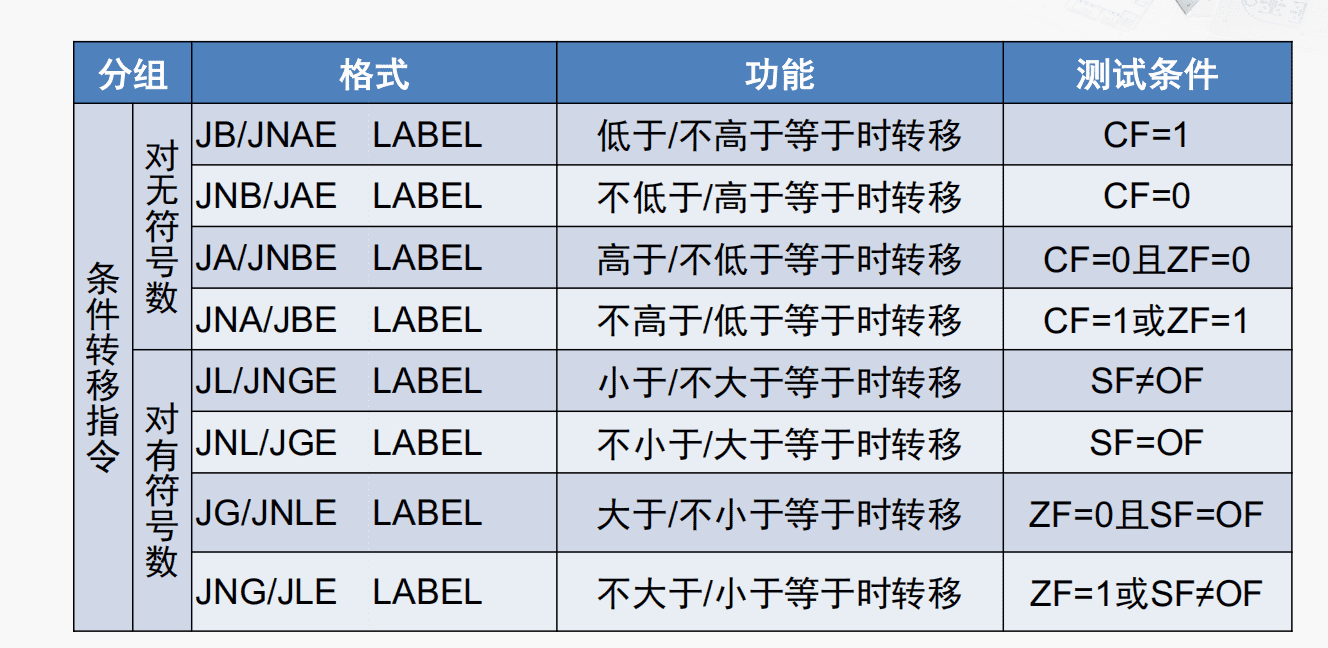 分组 格式 功能 测试条件
条件转移指令
对无符号数
JB/JNAE LABEL 低于/不高于等于时转移 CF=1
JNB/JAE LABEL 不低于/高于等于时转移 CF=0
JA/JNBE LABEL 高于/不低于等于时转移 CF=0且ZF=0
JNA/JBE LABEL 不高于/低于等于时转移 CF=1或ZF=1
对有符号数
JL/JNGE LABEL 小于/不大于等于时转移 SF≠OF
JNL/JGE LABEL 不小于/大于等于时转移 SF=OF
JG/JNLE LABEL 大于/不小于等于时转移 ZF=0且SF=OF
JNG/JLE LABEL 不大于/小于等于时转移 ZF=1或SF≠OF